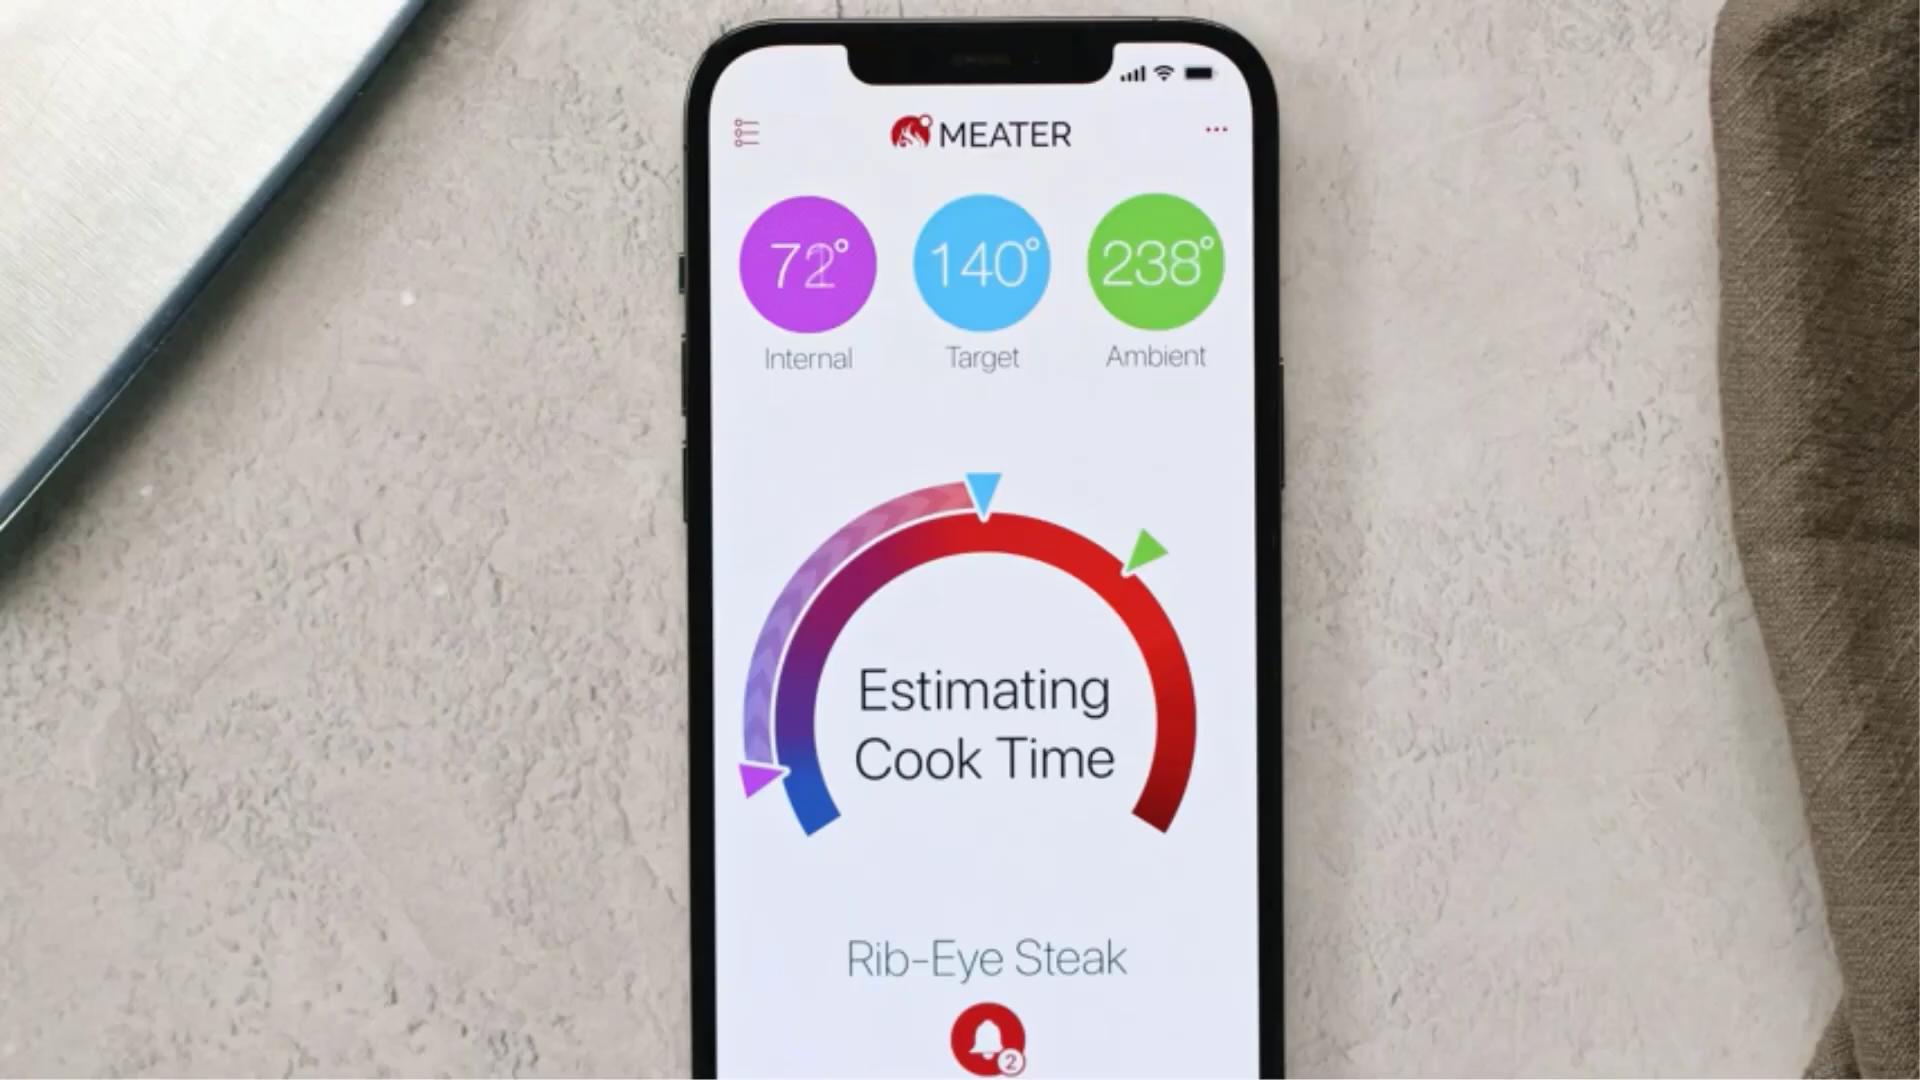 MEATER
72° 140° 238°
Internal Target Ambient
Estimating
Cook Time
Rib-Eye Steak
2